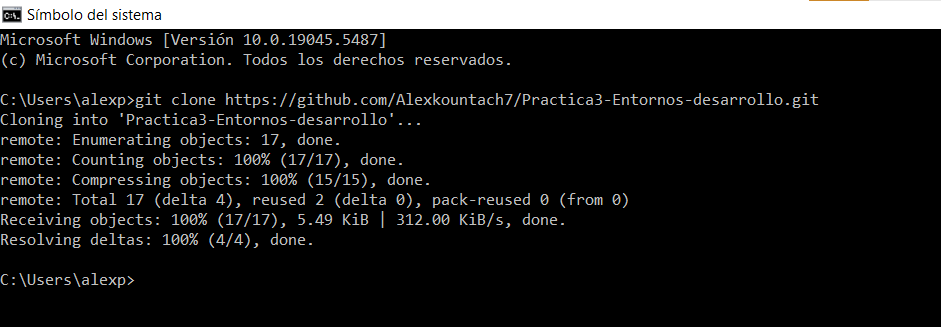 Símbolo del sistema
Microsoft Windows [Versión 10.0.19045.5487]
(c) Microsoft Corporation. Todos los derechos reservados.
C:\Users\alexp>git clone https://github.com/Alexkountach7/Practica3-Entornos-desarrollo.git
Cloning into 'Practica3-Entornos-desarrollo'...
remote: Enumerating objects: 17, done.
remote: Counting objects: 100% (17/17), done.
remote: Compressing objects: 100% (15/15), done.
remote: Total 17 (delta 4), reused 2 (delta 0), pack-reused 0 (from 0)
Receiving objects: 100% (17/17), 5.49 KiB | 312.00 KiB/s, done.
Resolving deltas: 100% (4/4), done.
C:\Users\alexp>